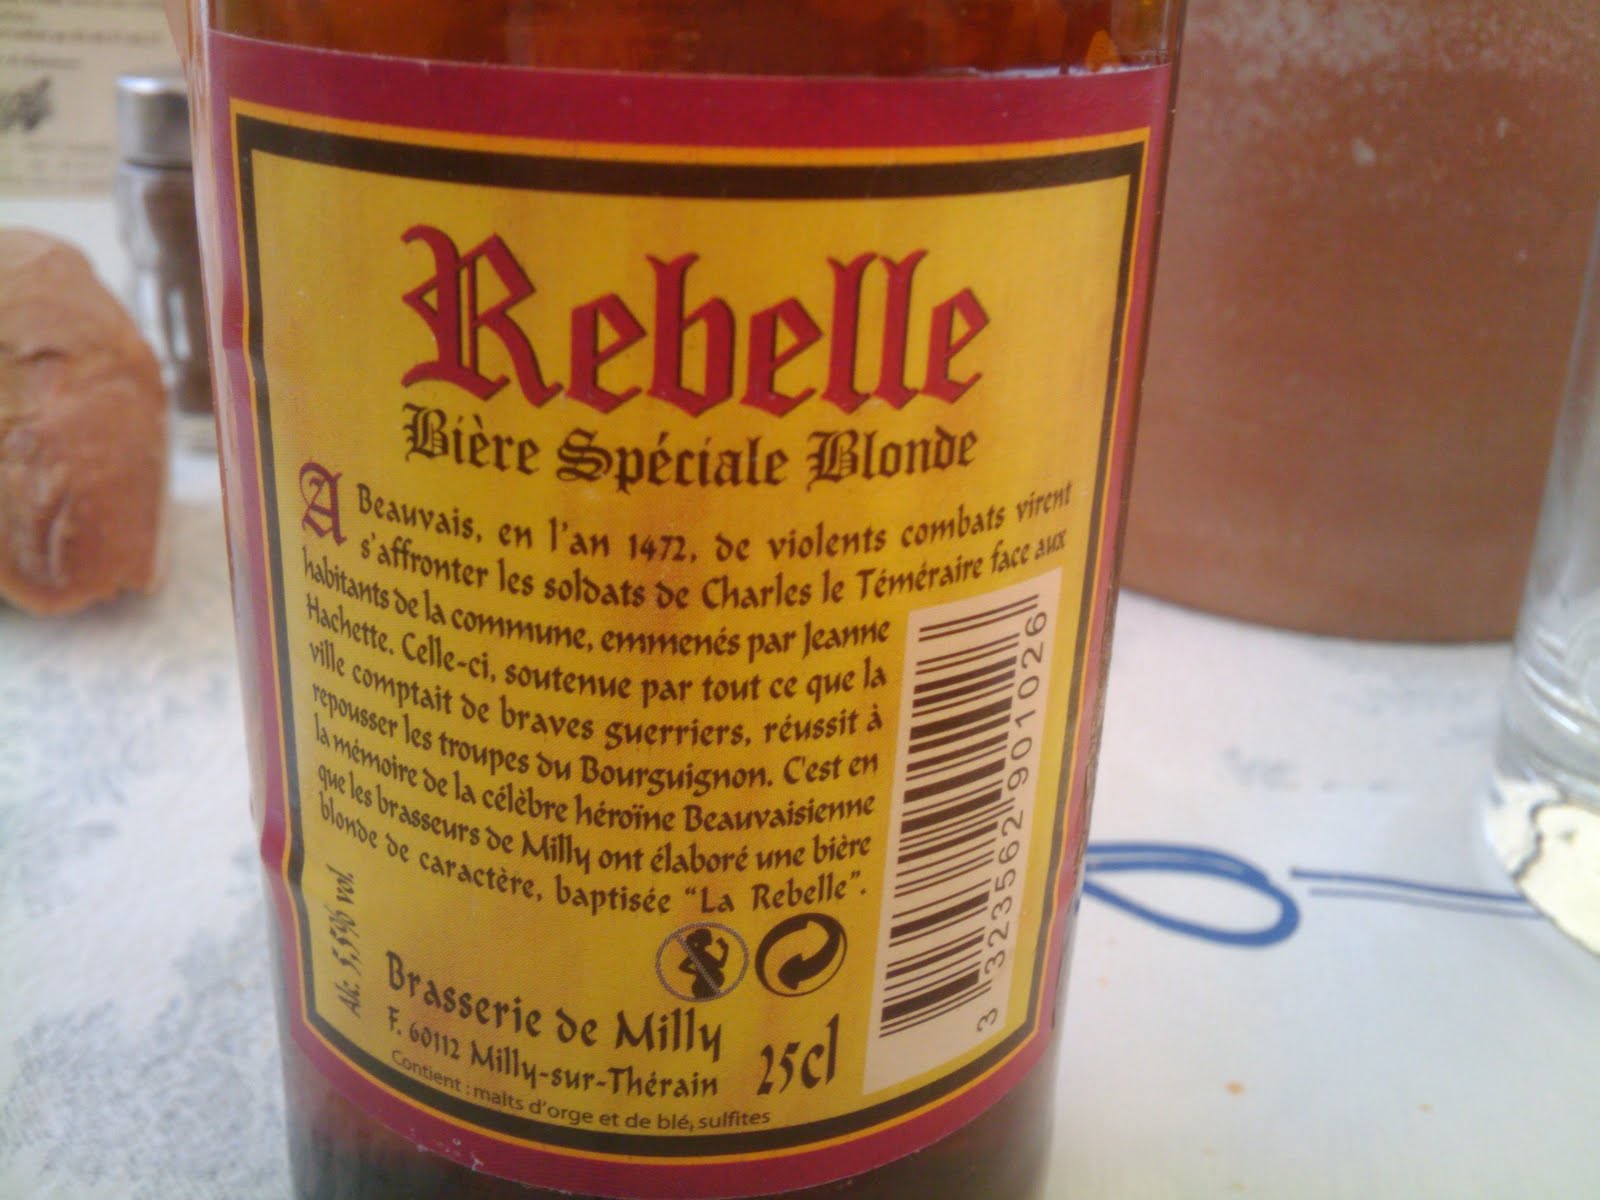 Rebelle
Bière Spéciale Blonde
A Beauvais, en l'an 1472, de violents combats virent
s'affronter les soldats de Charles le Téméraire face aux
habitants de la commune, emmenés par Jeanne
Hachette. Celle-ci, soutenue par tout ce que la
ville comptait de braves guerriers, réussit à
repousser les troupes du Bourguignon. C'est en
la mémoire de la célèbre héroïne Beauvaisienne
que les brasseurs de Milly ont élaboré une bière
blonde de caractère, baptisée "La Rebelle".
Alc. 5,5% vol.
Brasserie de Milly
F. 60112 Milly-sur-Thérain
25cl
Contient : malts d'orge et de blé, sulfites
3 323562 901026